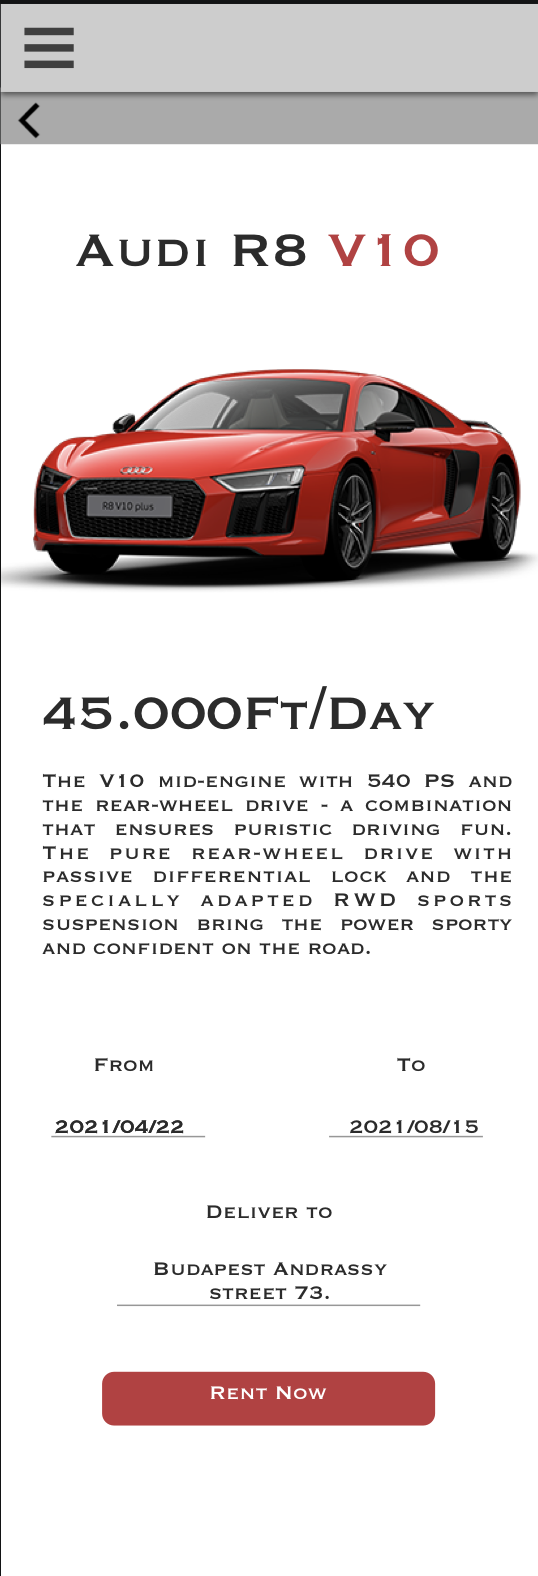 Audi R8 V10
R8 V10 plus
45.000Ft/Day
The V10 mid-engine with 540 PS and
the rear-wheel drive - a combination
that ensures puristic driving fun.
The pure rear-wheel drive with
passive differential lock and the
specially adapted RWD sports
suspension bring the power sporty
and confident on the road.
From To
2021/04/22 2021/08/15
Deliver to
Budapest Andrassy
street 73.
Rent Now